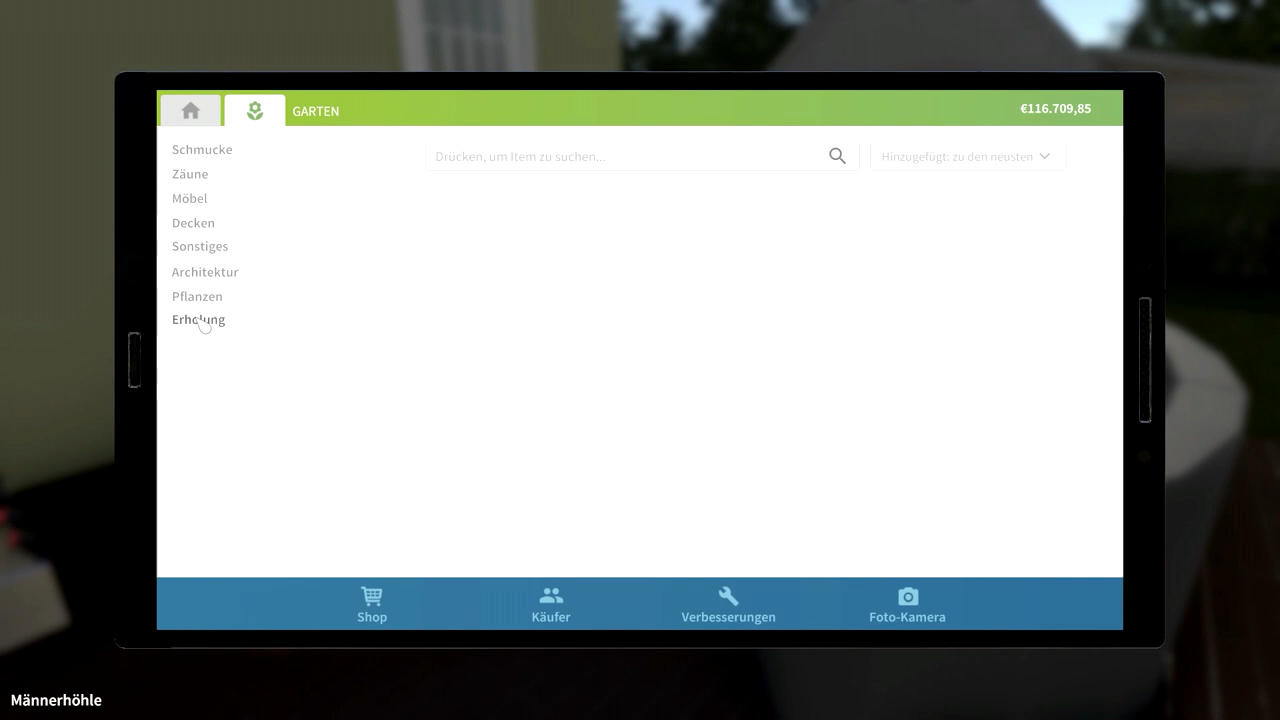 GARTEN
€116.709,85
Schmucke
Drücken, um Item zu suchen...
Hinzugefügt: zu den neusten
Zäune
Möbel
Decken
Sonstiges
Architektur
Pflanzen
Erholung
Shop
Käufer
Verbesserungen
Foto-Kamera
Männerhöhle